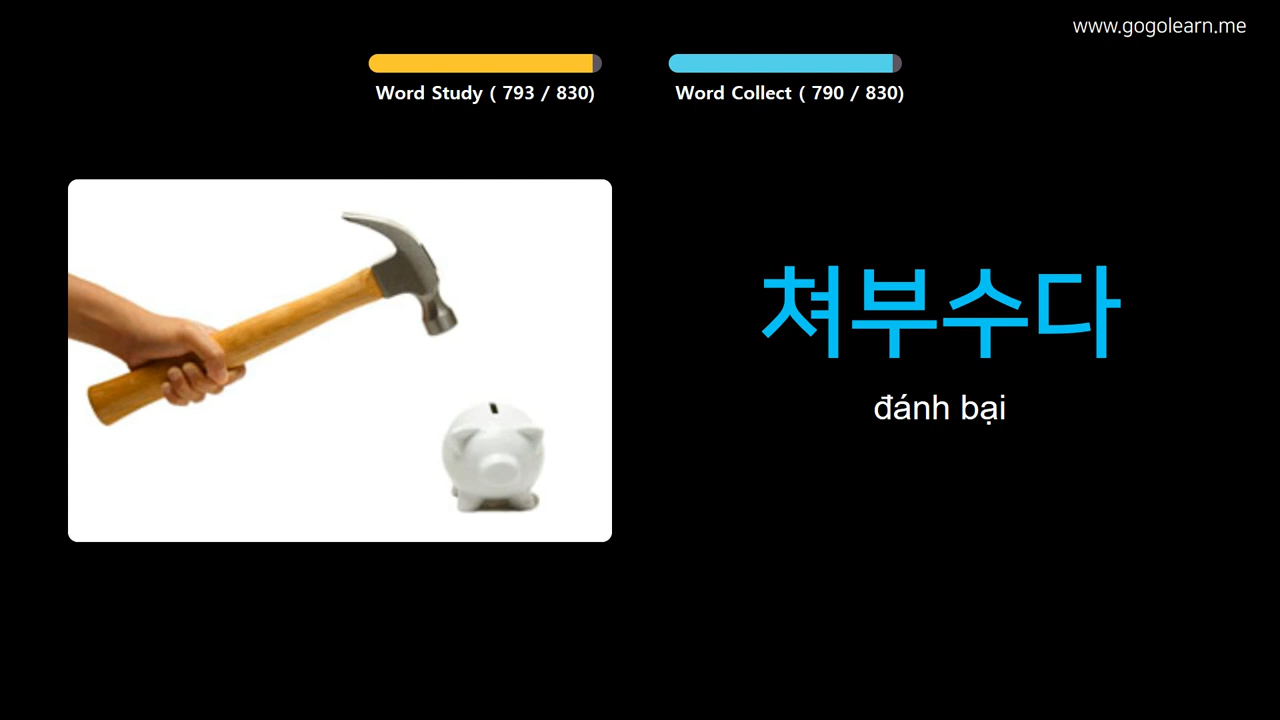 www.gogolearn.me
Word Study ( 793 / 830)
Word Collect ( 790 / 830)
쳐부수다
đánh bại